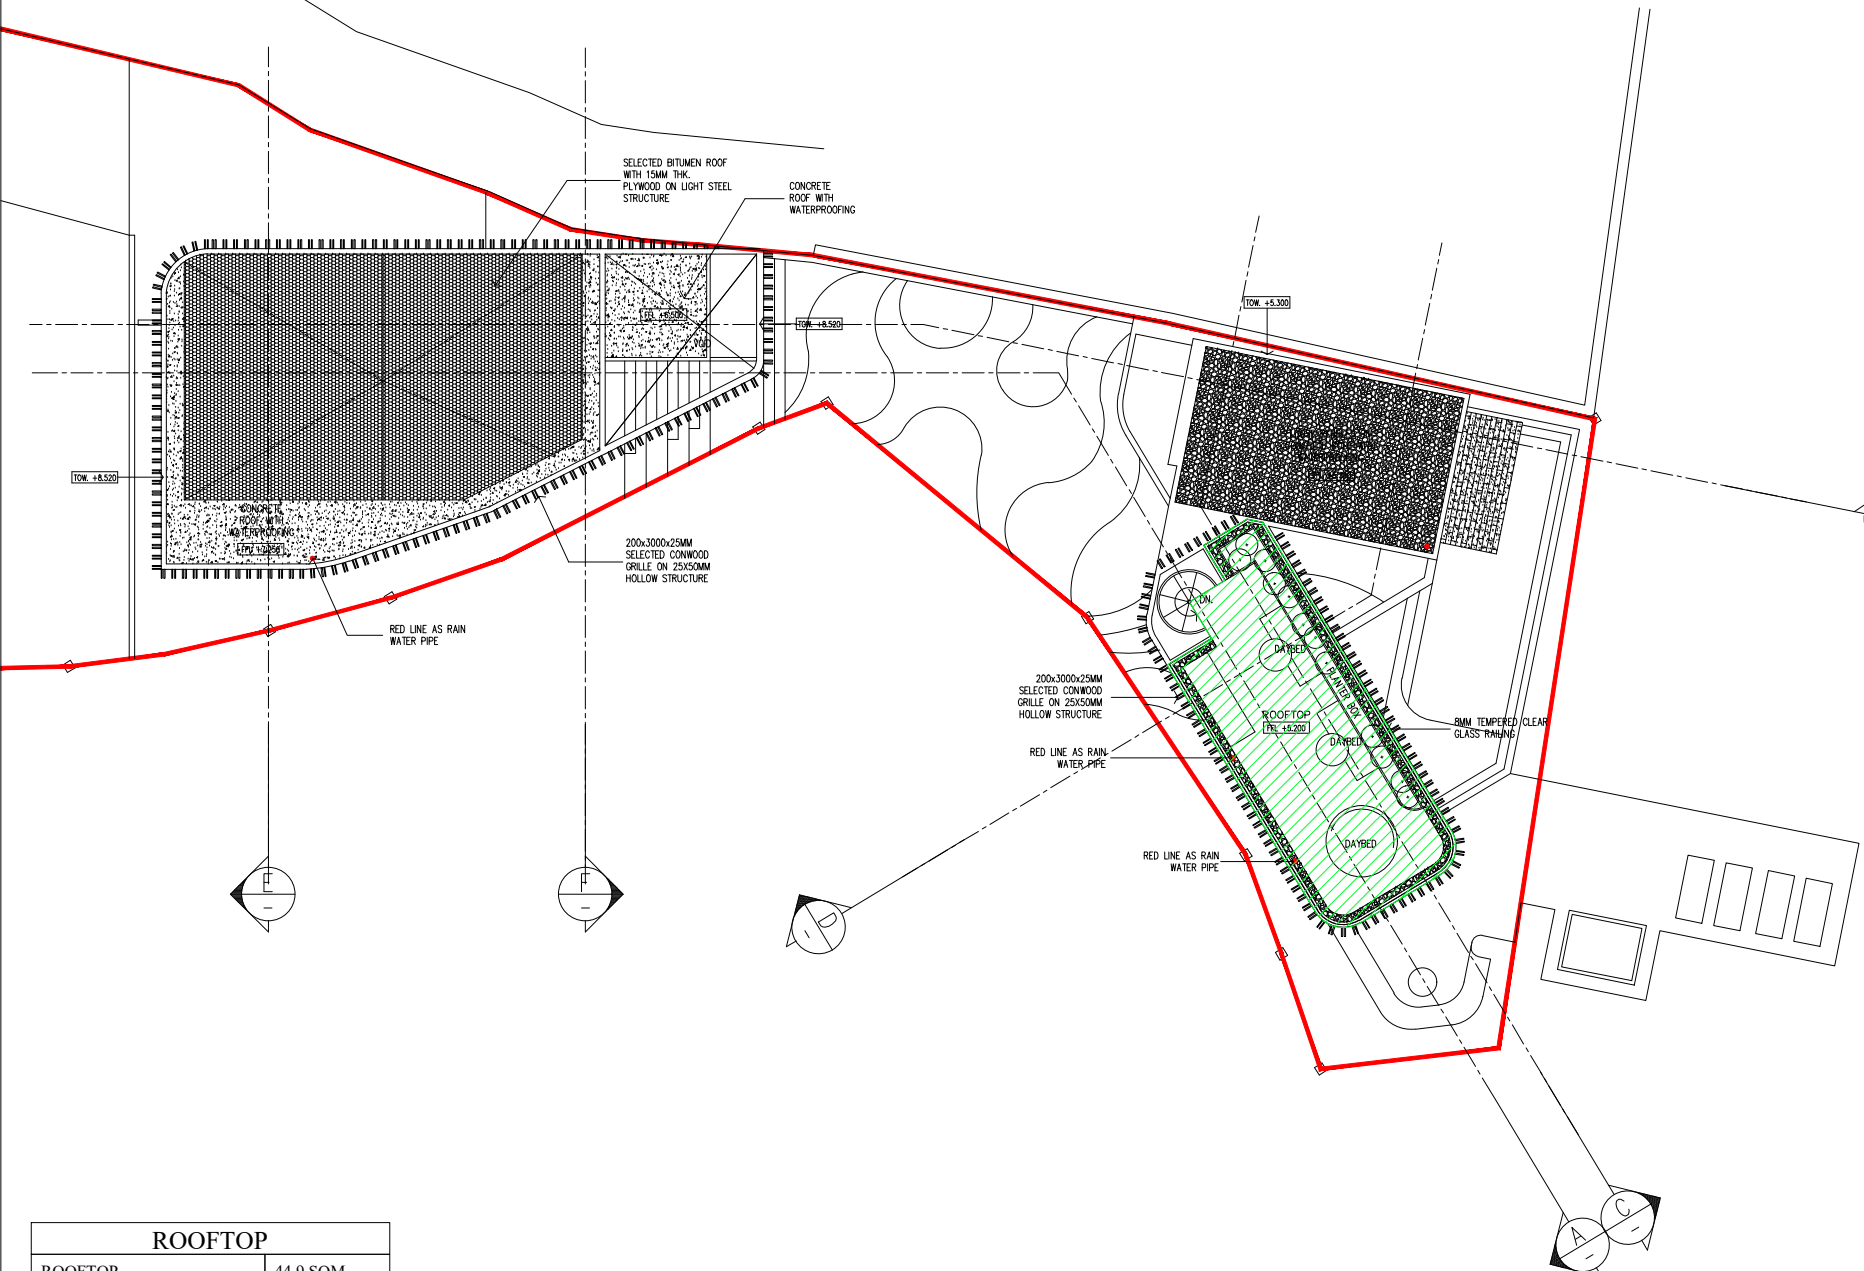 SELECTED BITUMEN ROOF
WITH 15MM THK.
PLYWOOD ON LIGHT STEEL
STRUCTURE
CONCRETE
ROOF WITH
WATERPROOFING
TOW. +5.300
TOW. +8.520
VOID
TOW. +8.520
CONCRETE
ROOF WITH
WATERPROOFING
200x3000x25MM
SELECTED CONWOOD
GRILLE ON 25X50MM
HOLLOW STRUCTURE
RED LINE AS RAIN
WATER PIPE
DN.
DAYBED
PLANTER BOX
200x3000x25MM
SELECTED CONWOOD
GRILLE ON 25X50MM
HOLLOW STRUCTURE
ROOFTOP
FFL +5.200
8MM TEMPERED CLEAR
GLASS RAILING
DAYBED
RED LINE AS RAIN
WATER PIPE
DAYBED
RED LINE AS RAIN
WATER PIPE
E
F
D
C
A
ROOFTOP
ROOFTOP 44.9 SQM